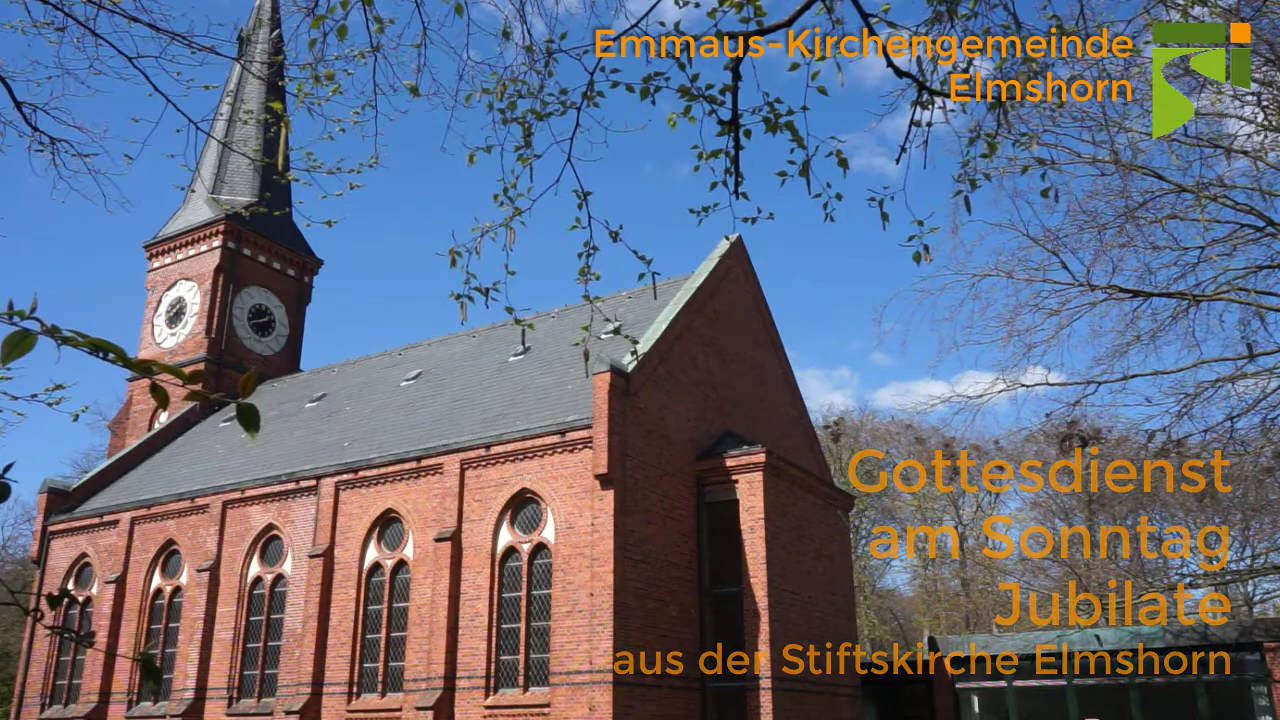 Emmaus-Kirchengemeinde
Elmshorn
Gottesdienst
am Sonntag
Jubilate
aus der Stiftskirche Elmshorn